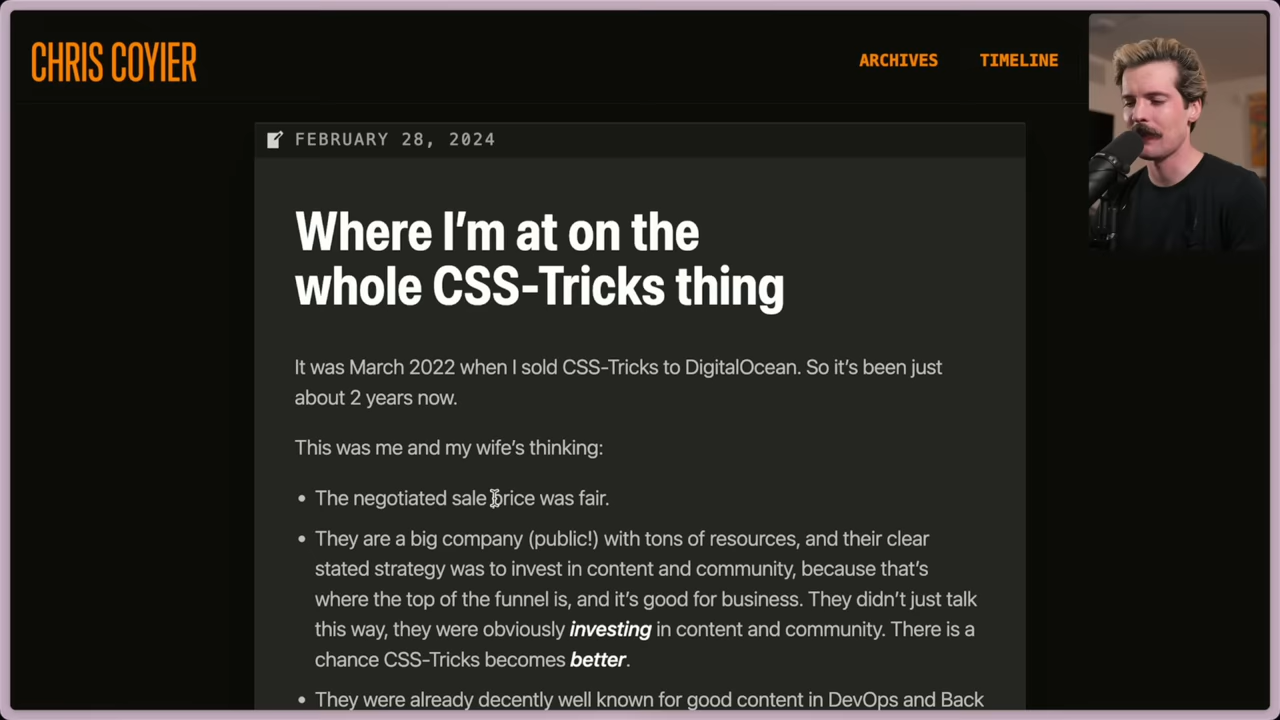 CHRIS COYIER
ARCHIVES
TIMELINE
FEBRUARY 28, 2024
Where I'm at on the
whole CSS-Tricks thing
It was March 2022 when I sold CSS-Tricks to DigitalOcean. So it's been just
about 2 years now.
This was me and my wife's thinking:
• The negotiated sale price was fair.
• They are a big company (public!) with tons of resources, and their clear
stated strategy was to invest in content and community, because that's
where the top of the funnel is, and it's good for business. They didn't just talk
this way, they were obviously investing in content and community. There is a
chance CSS-Tricks becomes better.
• They were already decently well known for good content in DevOps and Back